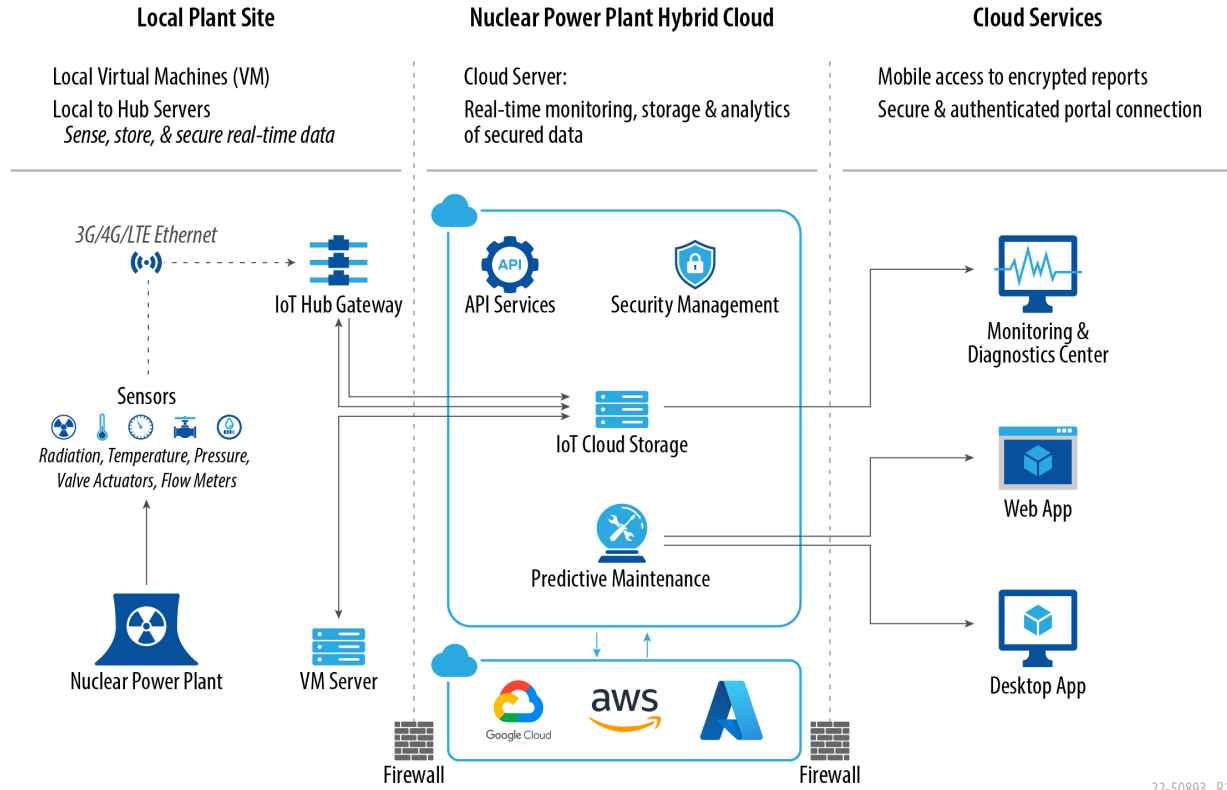 Local Plant Site
Nuclear Power Plant Hybrid Cloud
Cloud Services
Local Virtual Machines (VM)
Local to Hub Servers
Sense, store, & secure real-time data
Cloud Server:
Real-time monitoring, storage & analytics
of secured data
Mobile access to encrypted reports
Secure & authenticated portal connection
3G/4G/LTE Ethernet
IoT Hub Gateway
API
API Services
Security Management
Monitoring &
Diagnostics Center
Sensors
Radiation, Temperature, Pressure,
Valve Actuators, Flow Meters
IoT Cloud Storage
Web App
Predictive Maintenance
Nuclear Power Plant
VM Server
Desktop App
Google Cloud
aws
Firewall
Firewall